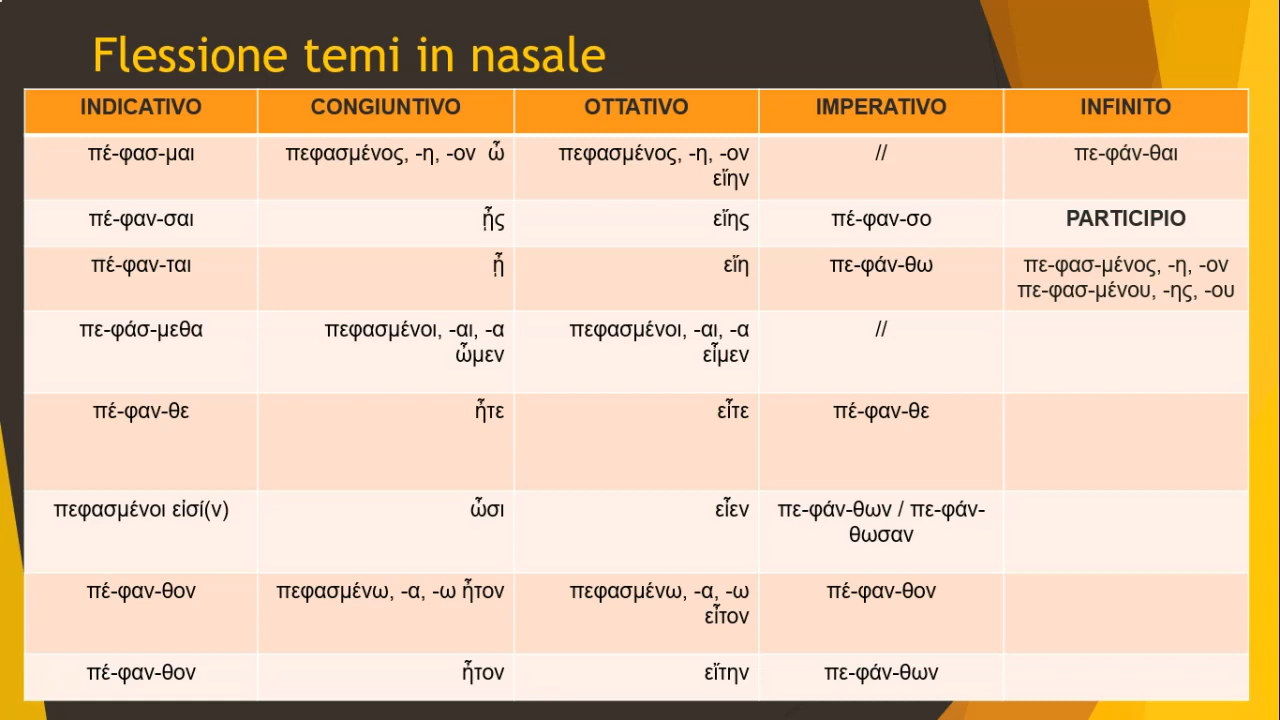 Flessione temi in nasale
INDICATIVO CONGIUNTIVO OTTATIVO IMPERATIVO INFINITO
πέ-φασ-μαι πεφασμένος, -η, -ον ὦ πεφασμένος, -η, -ον // πε-φάν-θαι
εἴην
πέ-φαν-σαι ᾖς εἴης πέ-φαν-σο PARTICIPIO
πέ-φαν-ται ᾖ εἴη πε-φάν-θω πε-φασ-μένος, -η, -ον
πε-φασ-μένου, -ης, -ου
πε-φάσ-μεθα πεφασμένοι, -αι, -α πεφασμένοι, -αι, -α //
ὦμεν εἶμεν
πέ-φαν-θε ἦτε εἶτε πέ-φαν-θε
πεφασμένοι εἰσί(ν) ὦσι εἶεν πε-φάν-θων / πε-φάν-
θωσαν
πέ-φαν-θον πεφασμένω, -α, -ω ἦτον πεφασμένω, -α, -ω πέ-φαν-θον
εἶτον
πέ-φαν-θον ἦτον εἴτην πε-φάν-θων